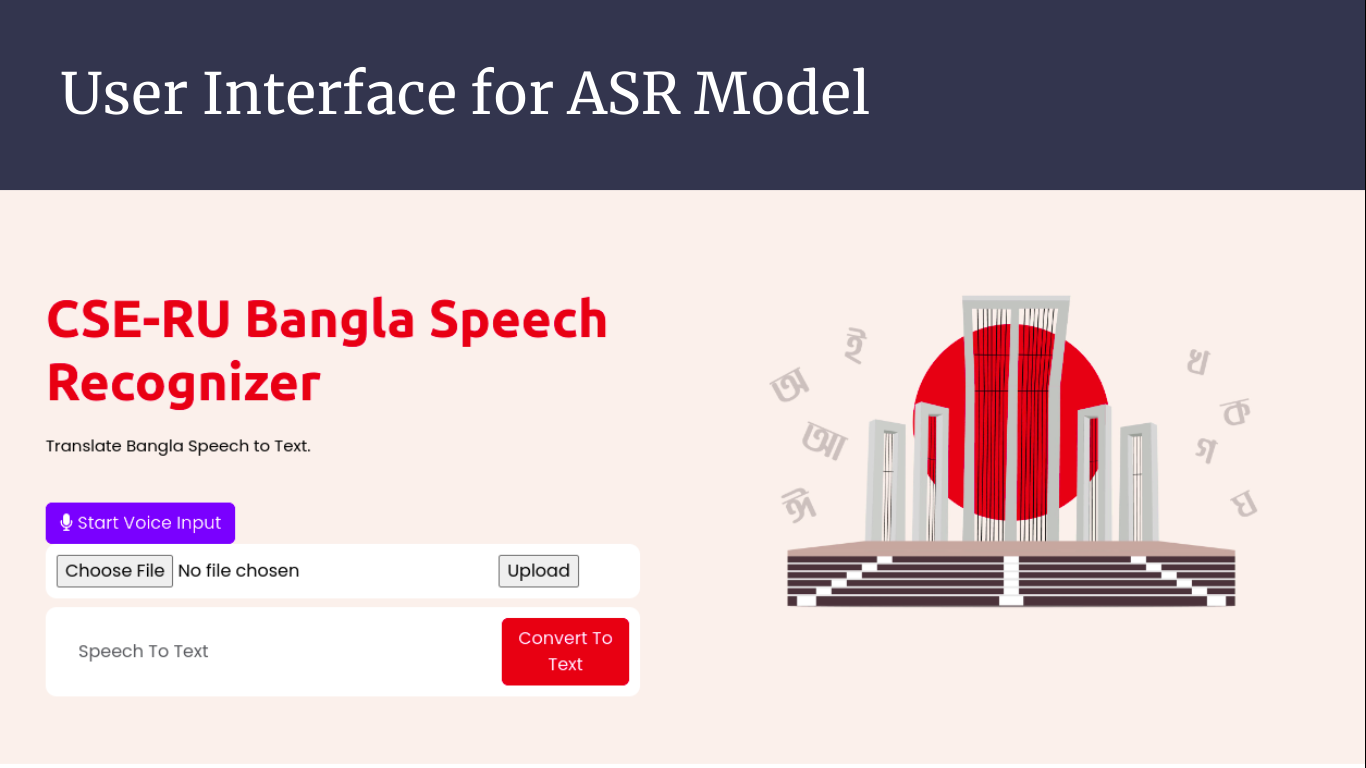 User Interface for ASR Model
CSE-RU Bangla Speech
Recognizer
Translate Bangla Speech to Text.
Start Voice Input
Choose File No file chosen Upload
Speech To Text
Convert To
Text
ই
অ
আ
ঈ
খ
ক
গ
ঘ